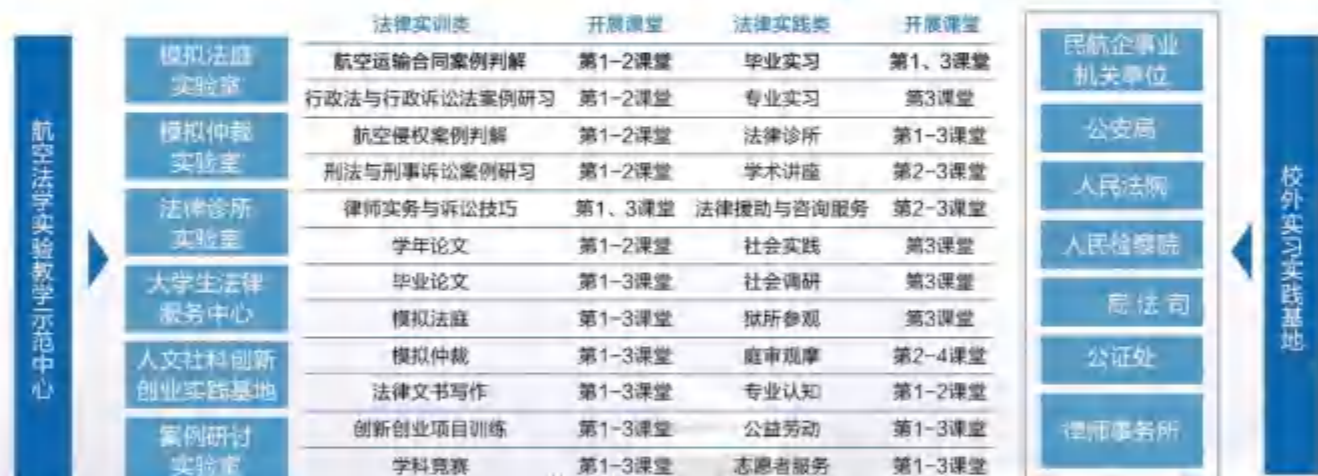 航空法学实验教学示范中心
模拟法庭
实验室
模拟仲裁
实验室
法律诊所
实验室
大学生法律
服务中心
人文社科创新
创业实践基地
案例研讨
实验室
法律实训类 开展课堂 法律实践类 开展课堂
航空运输合同案例判解 第1-2课堂 毕业实习 第1、3课堂
行政法与行政诉讼法案例研习 第1-2课堂 专业实习 第3课堂
航空侵权案例判解 第1-2课堂 法律诊所 第1-3课堂
刑法与刑事诉讼案例研习 第1-2课堂 学术讲座 第2-3课堂
律师实务与诉讼技巧 第1、3课堂 法律援助与咨询服务 第2-3课堂
学年论文 第1-2课堂 社会实践 第3课堂
毕业论文 第1-3课堂 社会调研 第3课堂
模拟法庭 第1-3课堂 狱所参观 第3课堂
模拟仲裁 第1-3课堂 庭审观摩 第2-4课堂
法律文书写作 第1-3课堂 专业认知 第1-2课堂
创新创业项目训练 第1-3课堂 公益劳动 第1-3课堂
学科竞赛 第1-3课堂 志愿者服务 第1-3课堂
民航企事业
机关单位
公安局
人民法院
人民检察院
司法局
公证处
律师事务所
校外实习实践基地